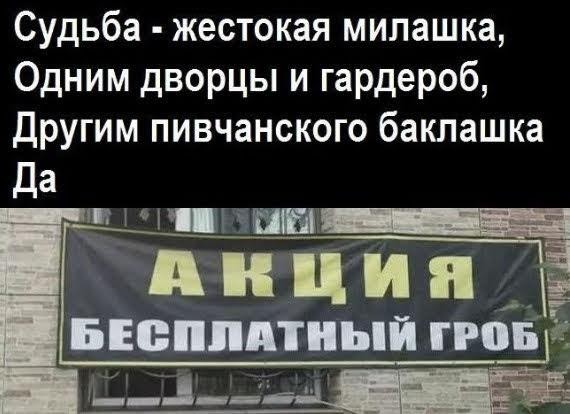 Судьба - жестокая милашка,
Одним дворцы и гардероб,
Другим пивчанского баклашка
Да
АКЦИЯ
БЕСПЛАТНЫЙ ГРОБ